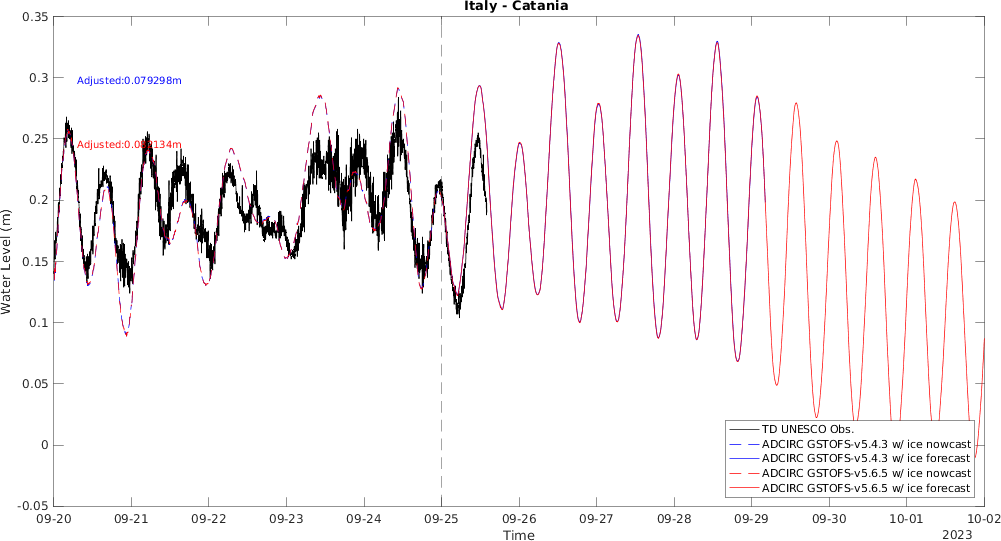 Italy - Catania
0.35
0.3
0.25
0.2
0.15
0.1
0.05
0
-0.05
Water Level (m)
Adjusted:0.079298m
TD UNESCO Obs.
ADCIRC GSTOFS-v5.4.3 w/ ice nowcast
ADCIRC GSTOFS-v5.4.3 w/ ice forecast
ADCIRC GSTOFS-v5.6.5 w/ ice nowcast
ADCIRC GSTOFS-v5.6.5 w/ ice forecast
09-20 09-21 09-22 09-23 09-24 09-25 09-26 09-27 09-28 09-29 09-30 10-01 10-02
Time
2023